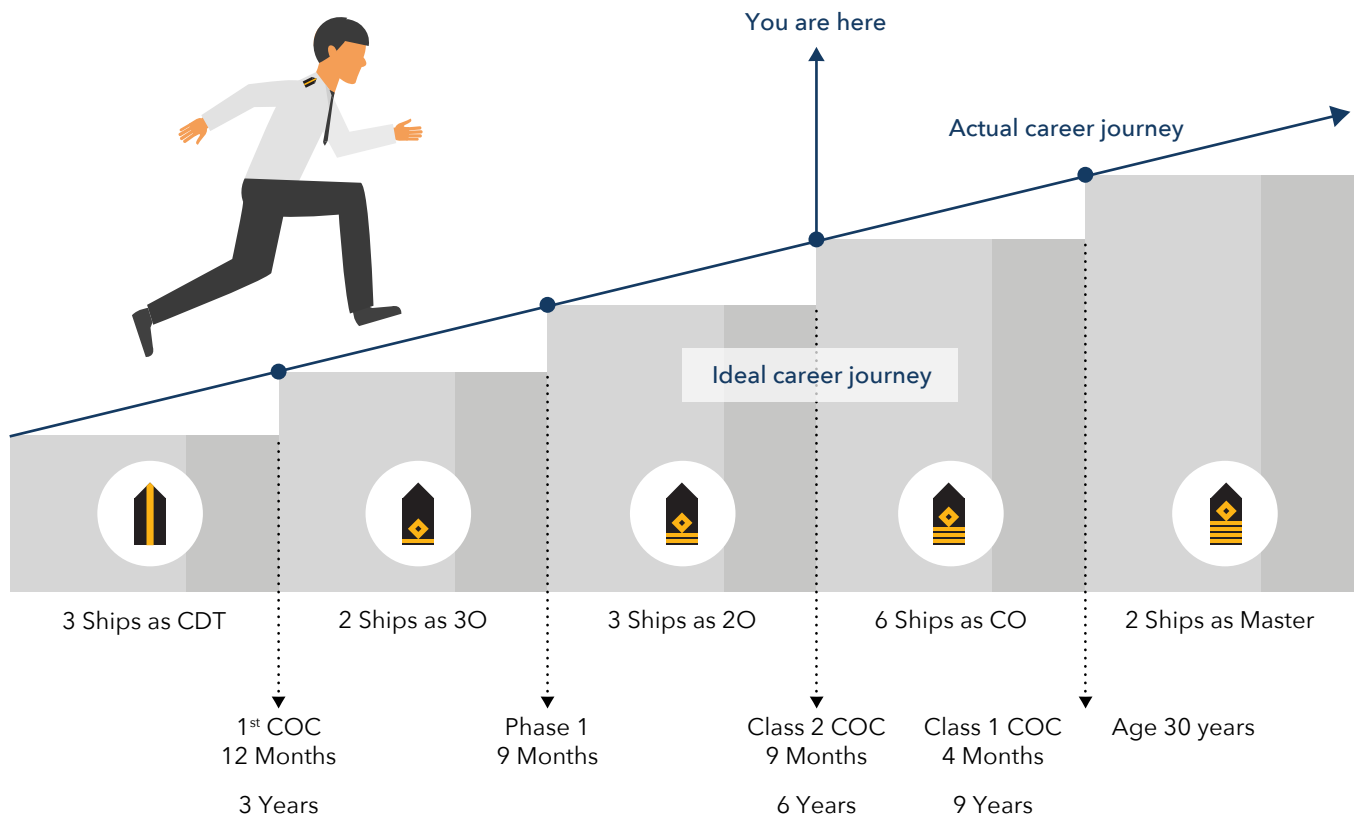 You are here
Actual career journey
Ideal career journey
3 Ships as CDT
2 Ships as 3O
3 Ships as 2O
6 Ships as CO
2 Ships as Master
1st COC
12 Months
3 Years
Phase 1
9 Months
Class 2 COC
9 Months
6 Years
Class 1 COC
4 Months
9 Years
Age 30 years